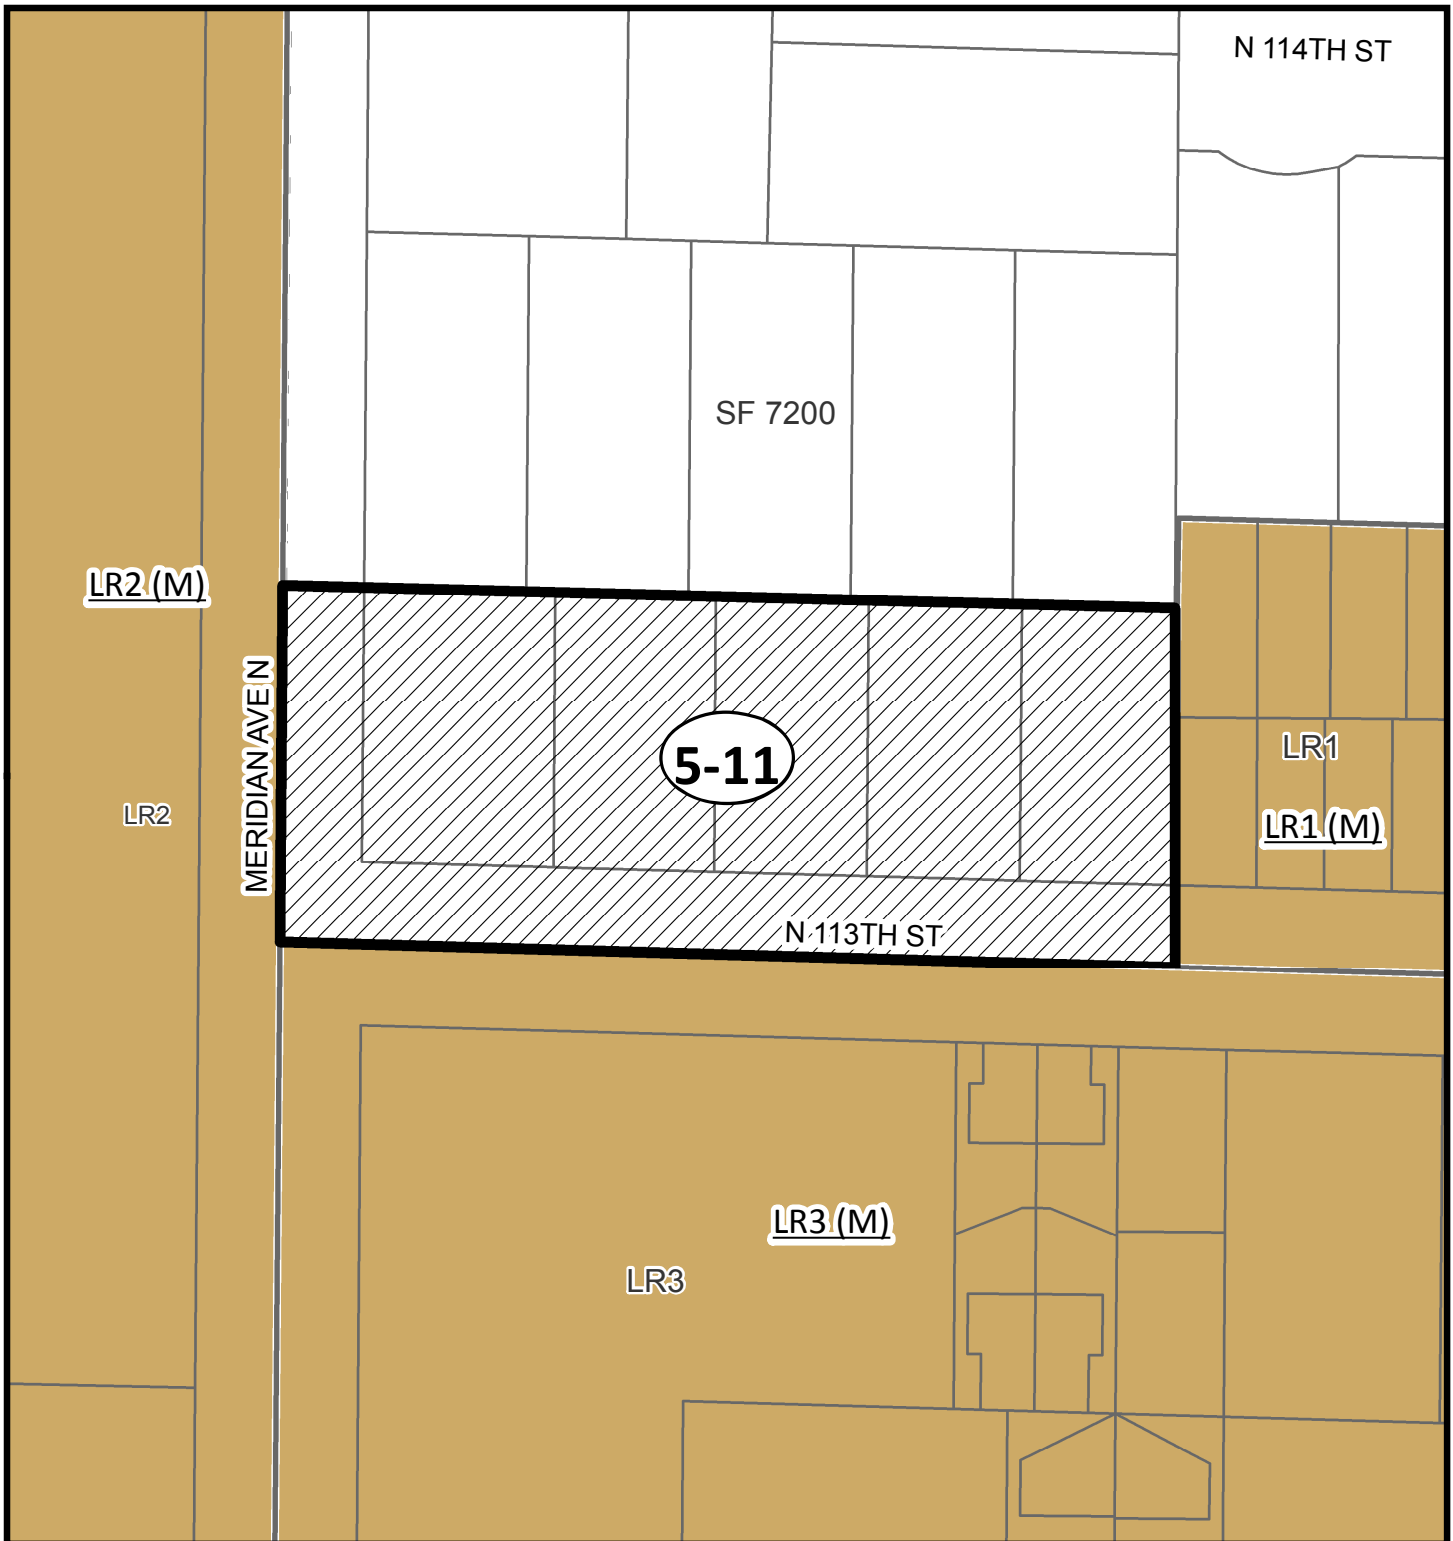 N 114TH ST
SF 7200
LR2 (M)
MERIDIAN AVE N
LR1
5-11
LR2
LR1 (M)
N 113TH ST
LR3 (M)
LR3